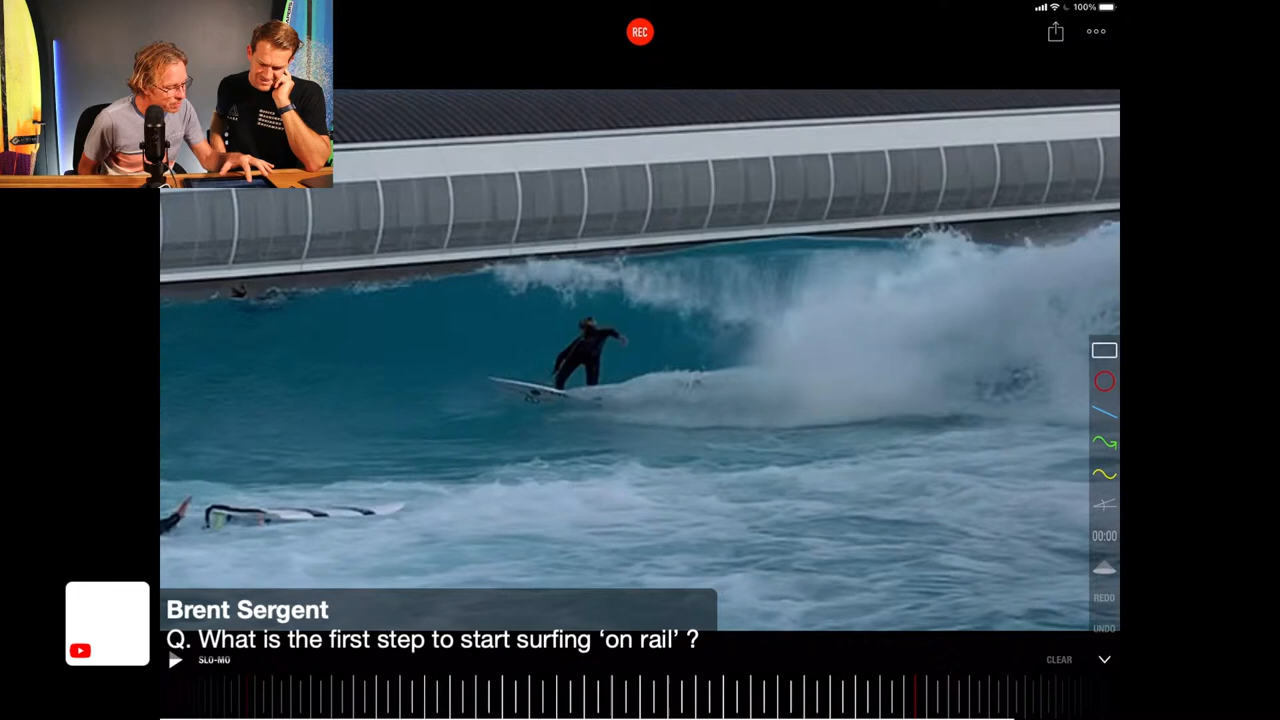 100%
REC
00:00
REDO
UNDO
Brent Sergent
Q. What is the first step to start surfing ‘on rail’ ?
SLO-MO
CLEAR